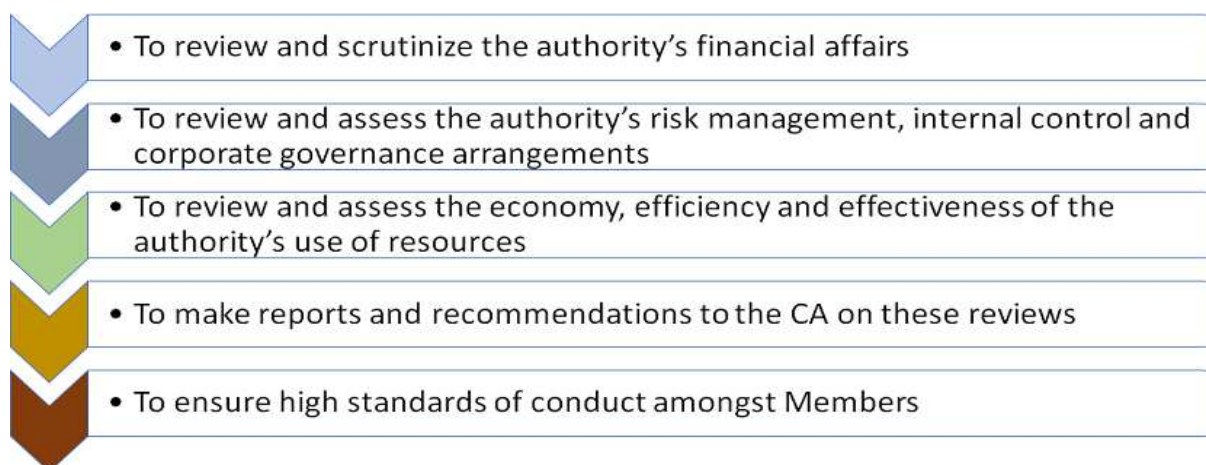 • To review and scrutinize the authority’s financial affairs
• To review and assess the authority’s risk management, internal control and
corporate governance arrangements
• To review and assess the economy, efficiency and effectiveness of the
authority’s use of resources
• To make reports and recommendations to the CA on these reviews
• To ensure high standards of conduct amongst Members